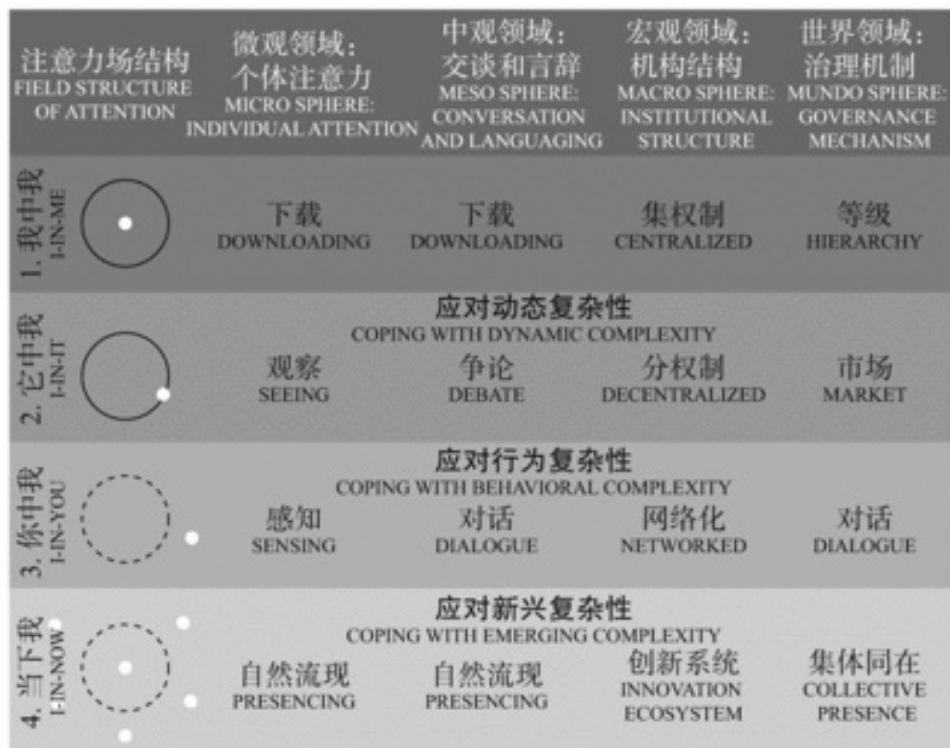 注意力场结构
FIELD STRUCTURE
OF ATTENTION
微观领域：
个体注意力
MICRO SPHERE:
INDIVIDUAL ATTENTION
中观领域：
交谈和言辞
MESO SPHERE:
CONVERSATION
AND LANGUAGING
宏观领域：
机构结构
MACRO SPHERE:
INSTITUTIONAL
STRUCTURE
世界领域：
治理机制
MUNDO SPHERE:
GOVERNANCE
MECHANISM
1. 我中我
I-IN-ME
下载
DOWNLOADING
下载
DOWNLOADING
集权制
CENTRALIZED
等级
HIERARCHY
2. 它中我
I-IN-IT
应对动态复杂性
COPING WITH DYNAMIC COMPLEXITY
观察
SEEING
争论
DEBATE
分权制
DECENTRALIZED
市场
MARKET
3. 你中我
I-IN-YOU
应对行为复杂性
COPING WITH BEHAVIORAL COMPLEXITY
感知
SENSING
对话
DIALOGUE
网络化
NETWORKED
对话
DIALOGUE
4. 当下我
I-IN-NOW
应对新兴复杂性
COPING WITH EMERGING COMPLEXITY
自然流现
PRESENCING
自然流现
PRESENCING
创新系统
INNOVATION
ECOSYSTEM
集体同在
COLLECTIVE
PRESENCE